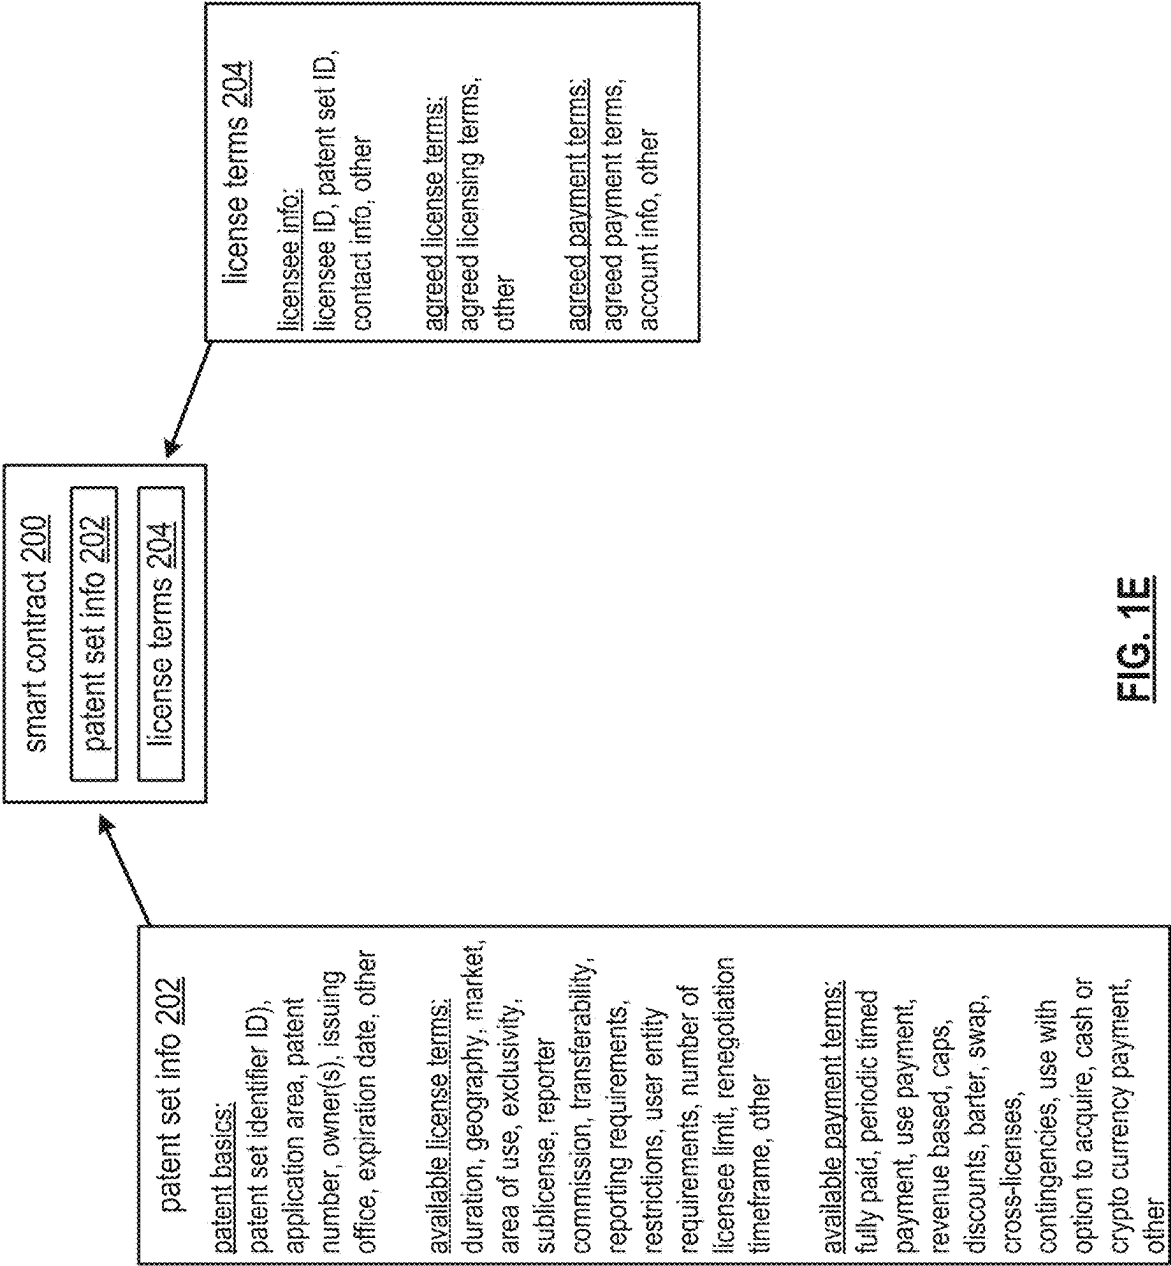 smart contract 200
patent set info 202
license terms 204
patent set info 202
patent basics:
patent set identifier ID),
application area, patent
number, owner(s), issuing
office, expiration date, other
available license terms:
duration, geography, market,
area of use, exclusivity,
sublicense, reporter
commission, transferability,
reporting requirements,
restrictions, user entity
requirements, number of
licensee limit, renegotiation
timeframe, other
available payment terms:
fully paid, periodic timed
payment, use payment,
revenue based, caps,
discounts, barter, swap,
cross-licenses,
contingencies, use with
option to acquire, cash or
crypto currency payment,
other
license terms 204
licensee info:
licensee ID, patent set ID,
contact info, other
agreed license terms:
agreed licensing terms,
other
agreed payment terms:
agreed payment terms,
account info, other
FIG. 1E